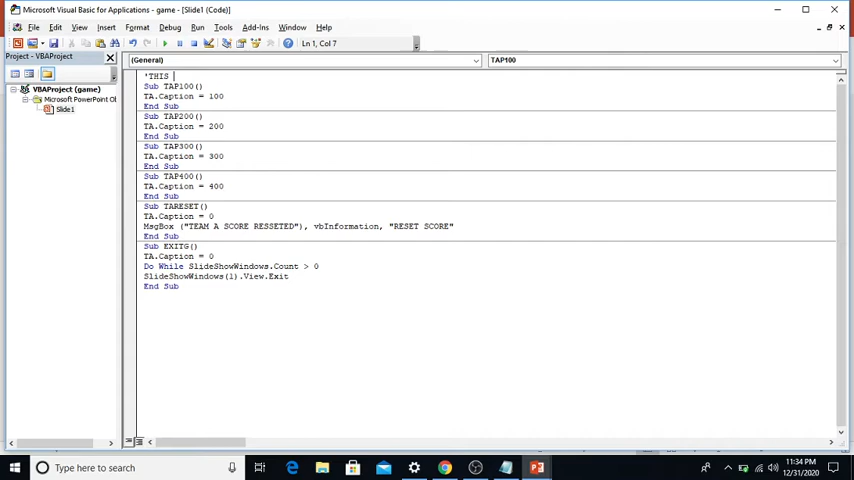 Microsoft Visual Basic for Applications - game - [Slide1 (Code)]
File Edit View Insert Format Debug Run Tools Add-Ins Window Help
Ln 1, Col 7
Project - VBAProject
(General)
TAP100
VBAProject (game)
Microsoft PowerPoint Ob
Slide1
'THIS
Sub TAP100()
TA.Caption = 100
End Sub
Sub TAP200()
TA.Caption = 200
End Sub
Sub TAP300()
TA.Caption = 300
End Sub
Sub TAP400()
TA.Caption = 400
End Sub
Sub TARESET()
TA.Caption = 0
MsgBox ("TEAM A SCORE RESSETED"), vbInformation, "RESET SCORE"
End Sub
Sub EXITG()
TA.Caption = 0
Do While SlideShowWindows.Count > 0
SlideShowWindows(1).View.Exit
End Sub
Type here to search
11:34 PM
12/31/2020